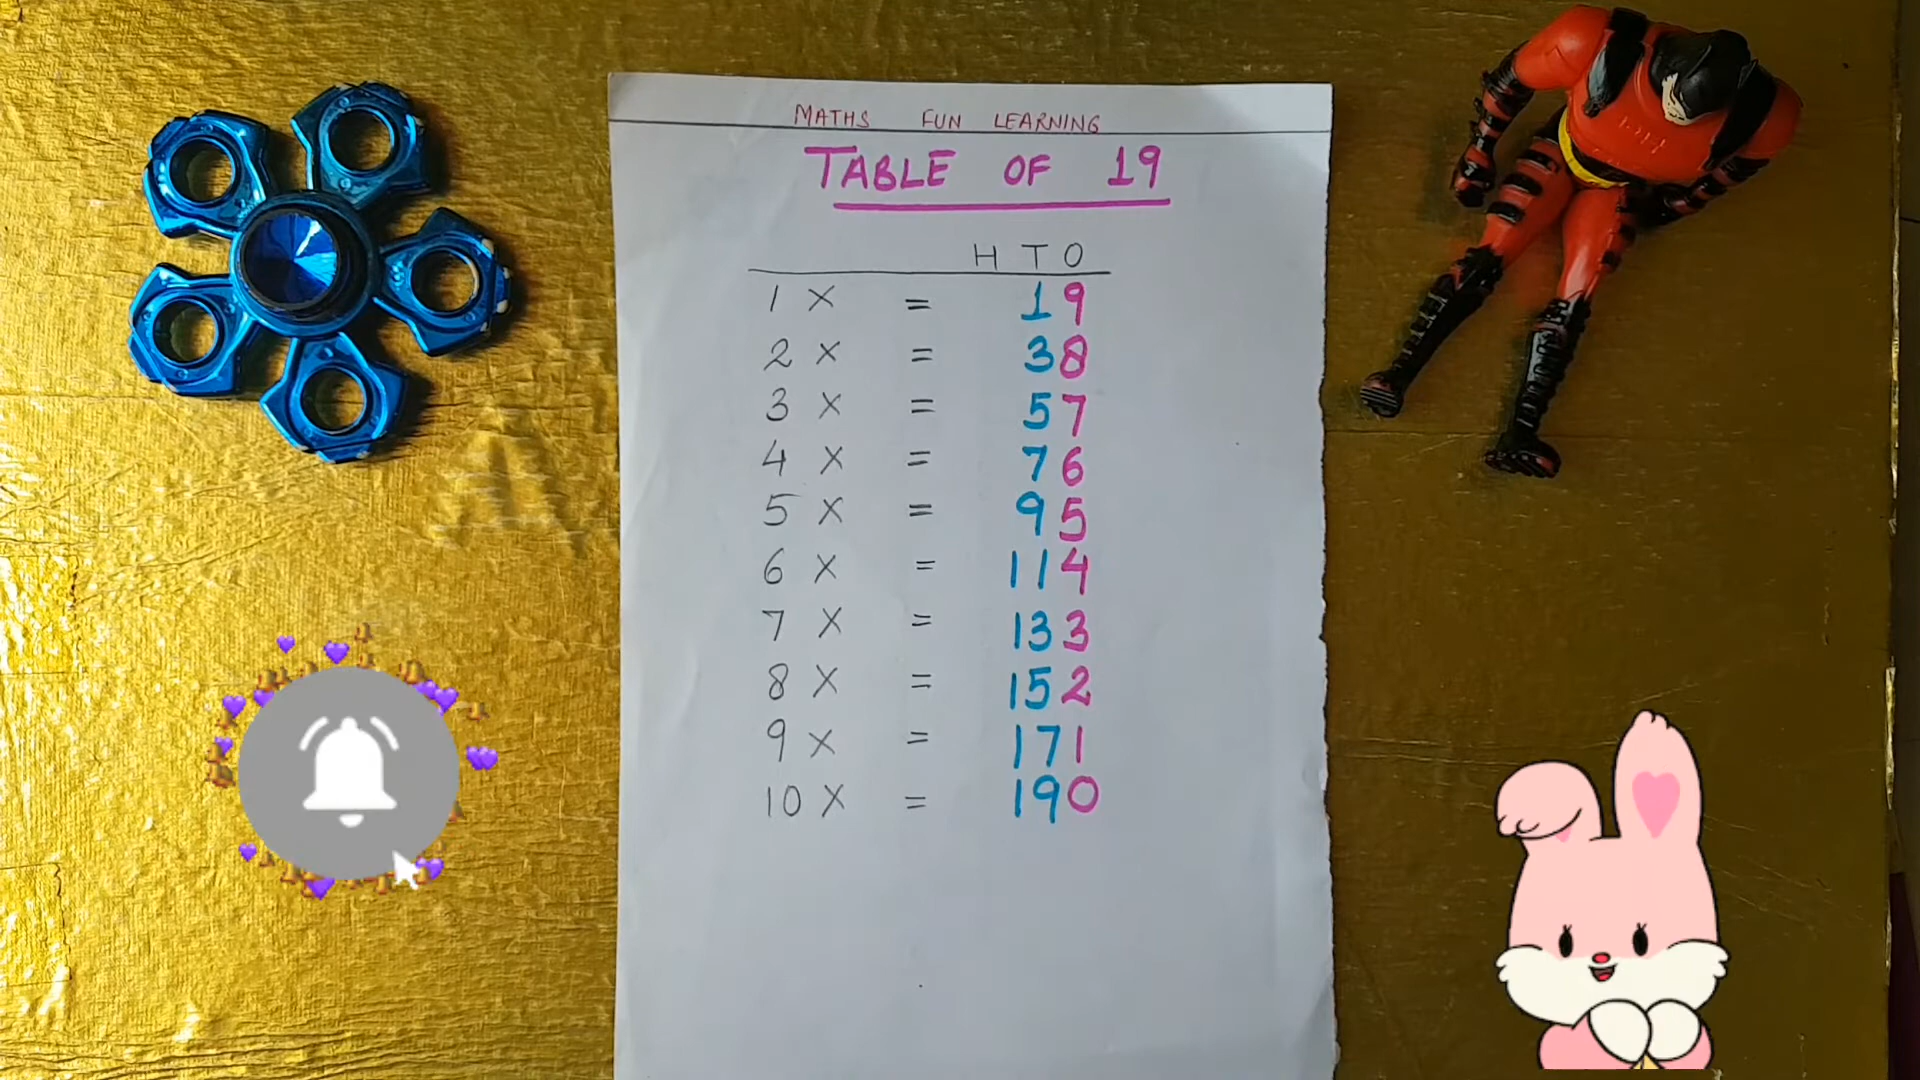 MATHS FUN LEARNING
TABLE OF 19
H T O
1 X = 19
2 X = 38
3 X = 57
4 X = 76
5 X = 95
6 X = 114
7 X = 133
8 X = 152
9 X = 171
10 X = 190